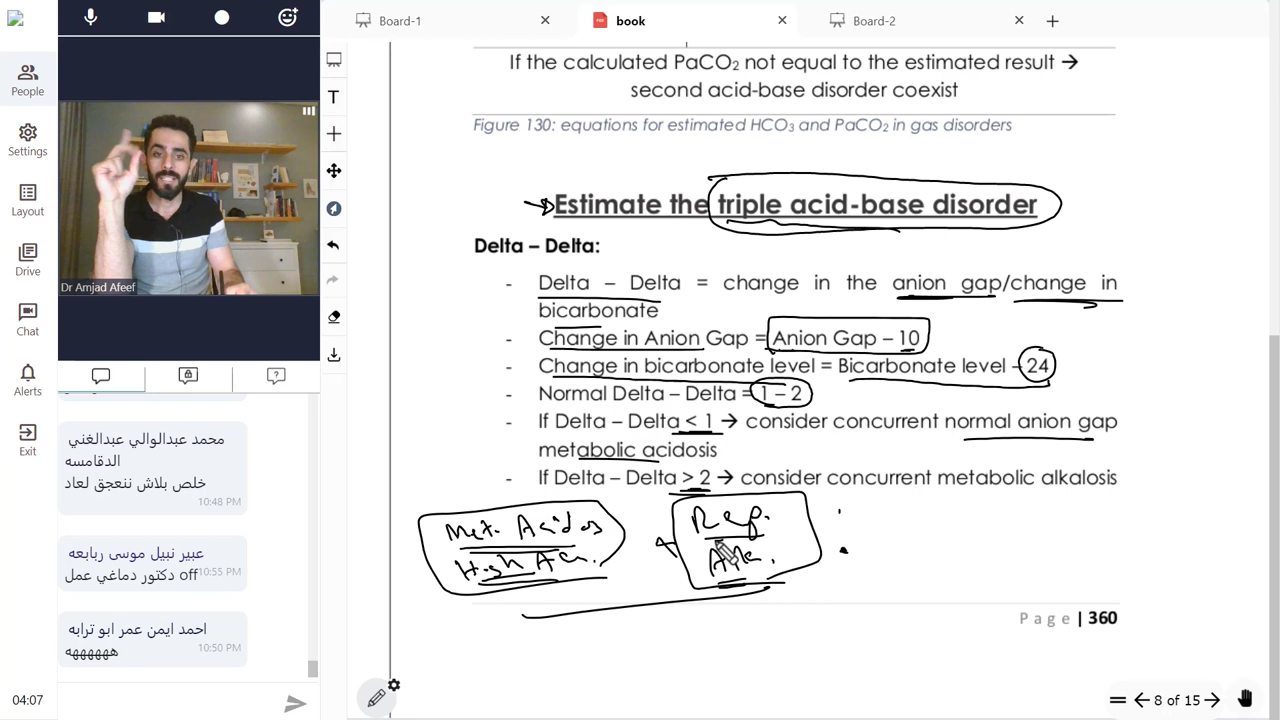 Board-1
book
Board-2
People
Settings
Layout
Drive
Chat
Alerts
Exit
04:07
Dr Amjad Afeef
محمد عبدالوالي عبدالغني
الدقامسه
خلص بلاش ننعجق لعاد
10:48 PM
عبير نبيل موسى ربابعه
off دكتور دماغي عمل
10:55 PM
احمد ايمن عمر ابو ترابه
هههههههه
10:50 PM
If the calculated PaCO₂ not equal to the estimated result →
second acid-base disorder coexist
Figure 130: equations for estimated HCO₃ and PaCO₂ in gas disorders
Estimate the triple acid-base disorder
Delta – Delta:
- Delta – Delta = change in the anion gap/change in
bicarbonate
- Change in Anion Gap = Anion Gap – 10
- Change in bicarbonate level = Bicarbonate level – 24
- Normal Delta – Delta = 1 – 2
- If Delta – Delta < 1 → consider concurrent normal anion gap
metabolic acidosis
- If Delta – Delta > 2 → consider concurrent metabolic alkalosis
Met. Acidos
High
Resp.
Alk.
Page | 360
8 of 15